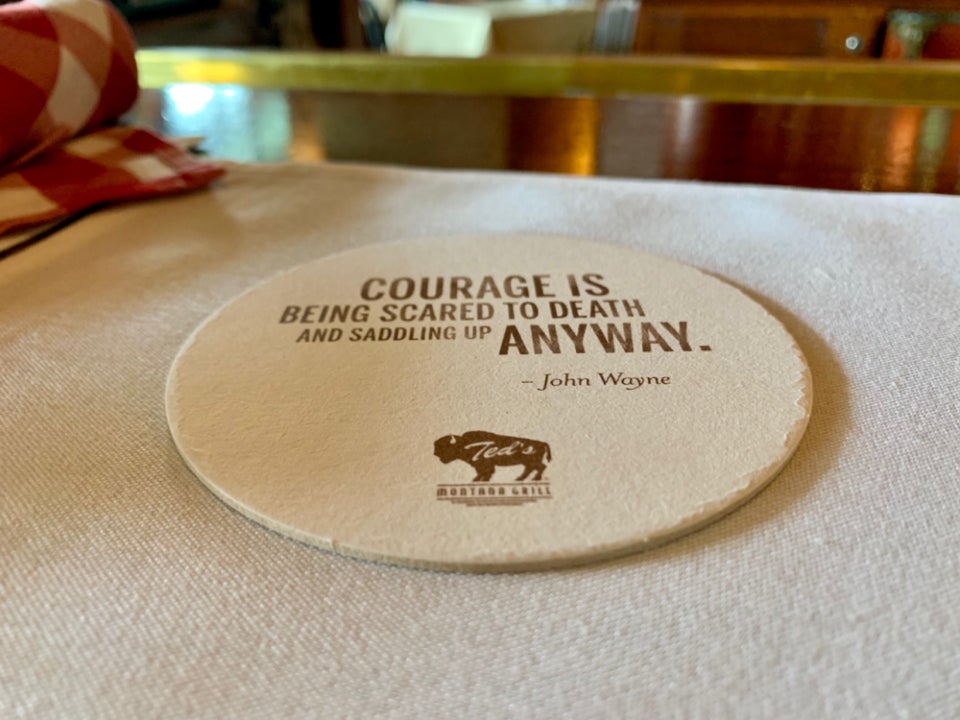 COURAGE IS
BEING SCARED TO DEATH
AND SADDLING UP ANYWAY.
– John Wayne
Ted's
MONTANA GRILL